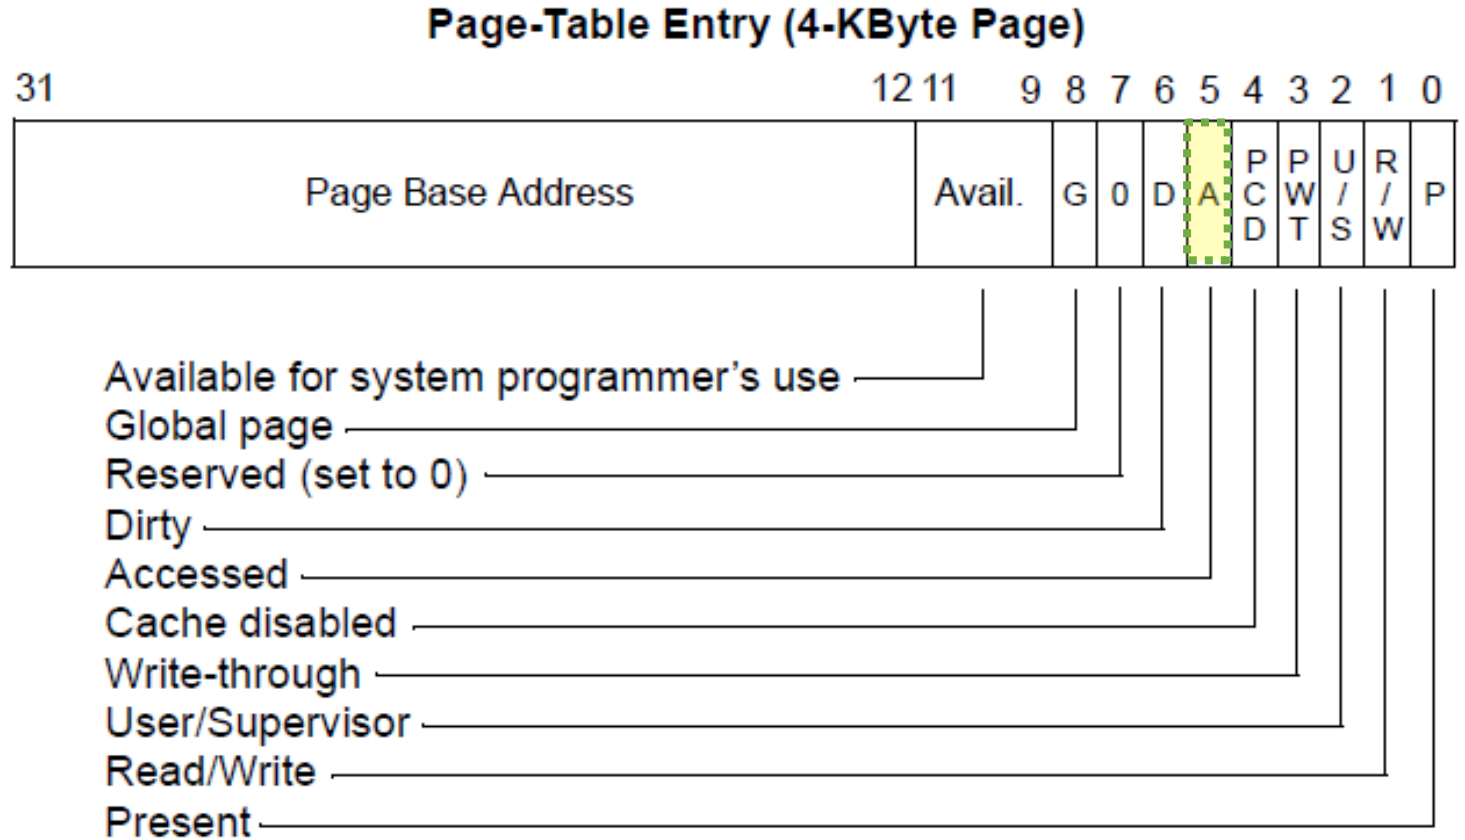 Page-Table Entry (4-KByte Page)
31 12 11 9 8 7 6 5 4 3 2 1 0
Page Base Address Avail. G 0 D A PCD PWT U/S R/W P
Available for system programmer’s use
Global page
Reserved (set to 0)
Dirty
Accessed
Cache disabled
Write-through
User/Supervisor
Read/Write
Present